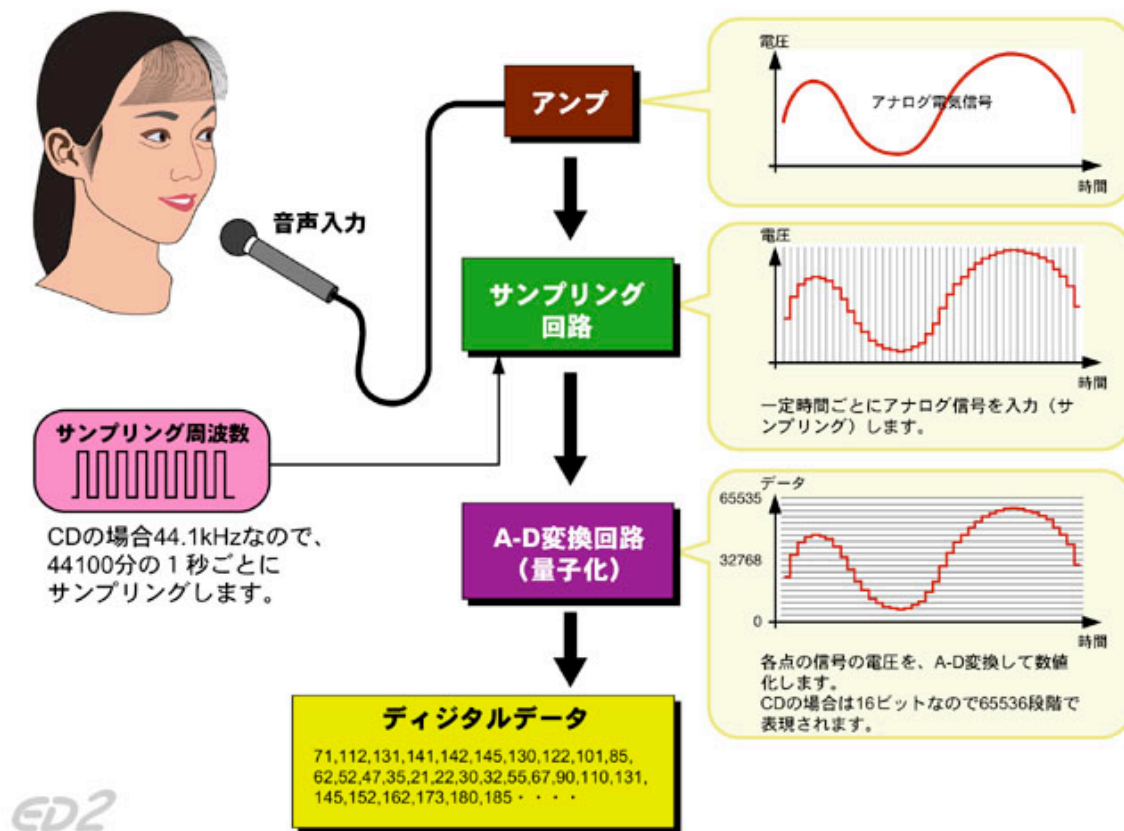 音声入力
アンプ
電圧
アナログ電気信号
時間
サンプリング
回路
電圧
時間
一定時間ごとにアナログ信号を入力（サ
ンプリング）します。
サンプリング周波数
CDの場合44.1kHzなので、
44100分の１秒ごとに
サンプリングします。
A-D変換回路
（量子化）
データ
65535
32768
0
時間
各点の信号の電圧を、A-D変換して数値
化します。
CDの場合は16ビットなので65536段階で
表現されます。
ディジタルデータ
71,112,131,141,142,145,130,122,101,85,
62,52,47,35,21,22,30,32,55,67,90,110,131,
145,152,162,173,180,185・・・・
ED2